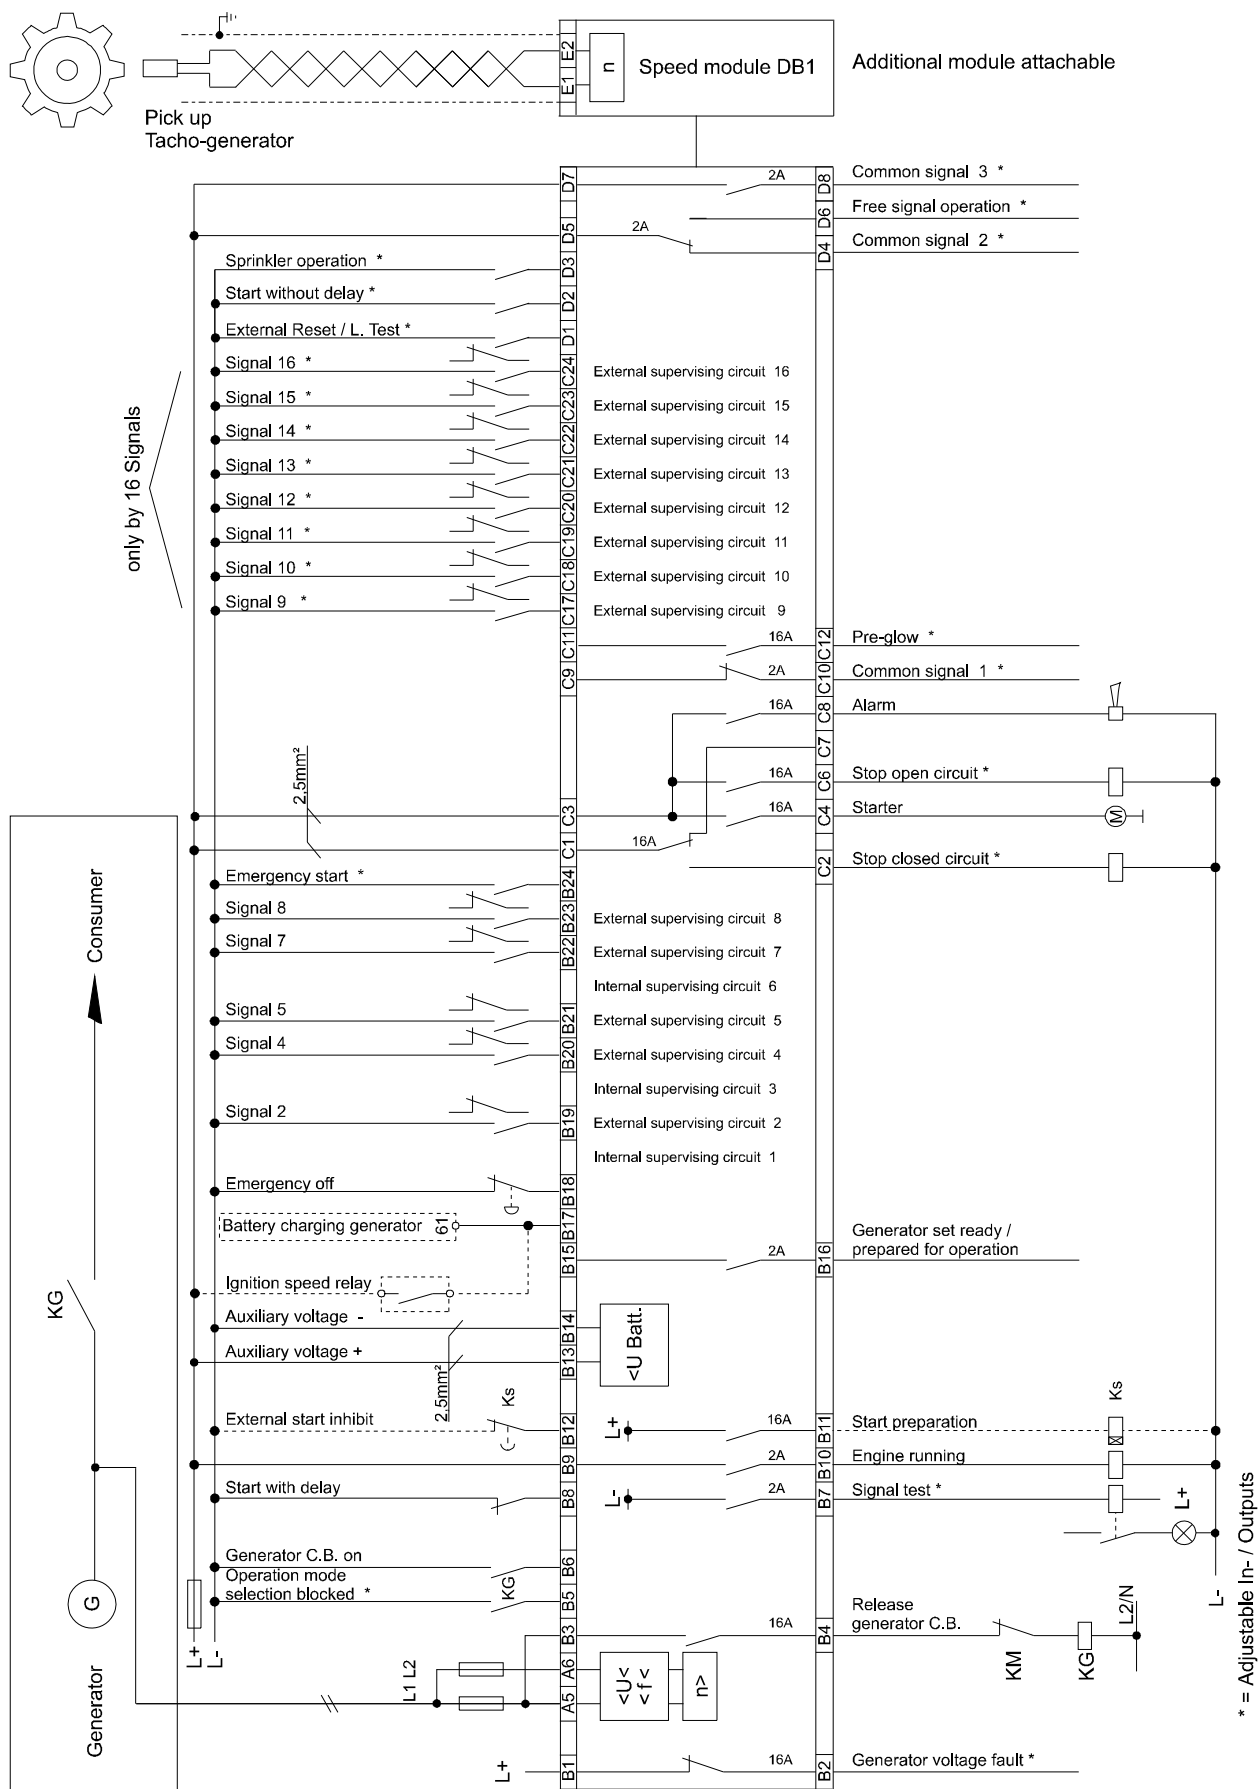 E2
E1
n
Speed module DB1
Additional module attachable
Pick up
Tacho-generator
D7
2A
D8
Common signal 3 *
D6
Free signal operation *
D5
2A
D4
Common signal 2 *
Sprinkler operation *
D3
Start without delay *
D2
External Reset / L. Test *
D1
only by 16 Signals
Signal 16 *
C24
External supervising circuit 16
Signal 15 *
C23
External supervising circuit 15
Signal 14 *
C22
External supervising circuit 14
Signal 13 *
C21
External supervising circuit 13
Signal 12 *
C20
External supervising circuit 12
Signal 11 *
C19
External supervising circuit 11
Signal 10 *
C18
External supervising circuit 10
Signal 9 *
C17
External supervising circuit 9
C11
16A
C12
Pre-glow *
C9
2A
C10
Common signal 1 *
16A
C8
Alarm
C7
2,5mm²
16A
C6
Stop open circuit *
C3
16A
C4
Starter
M
C1
16A
C2
Stop closed circuit *
Emergency start *
B24
Signal 8
B23
External supervising circuit 8
Signal 7
B22
External supervising circuit 7
Internal supervising circuit 6
Signal 5
B21
External supervising circuit 5
Signal 4
B20
External supervising circuit 4
Internal supervising circuit 3
Signal 2
B19
External supervising circuit 2
Internal supervising circuit 1
Consumer
Emergency off
B18
Battery charging generator 61
B17
B15
2A
B16
Generator set ready /
prepared for operation
KG
Ignition speed relay
Auxiliary voltage -
B14
Auxiliary voltage +
B13
<U Batt.
2,5mm²
Ks
External start inhibit
B12
L+
16A
B11
Start preparation
Ks
B9
2A
B10
Engine running
Start with delay
B8
L-
2A
B7
Signal test *
L+
Generator C.B. on
B6
Operation mode
selection blocked *
KG
B5
L-
G
L+
L-
B3
16A
B4
Release
generator C.B.
KM
KG
L2/N
L1 L2
A6
A5
<U<
<f<
n>
Generator
L+
B1
16A
B2
Generator voltage fault *
* = Adjustable In- / Outputs